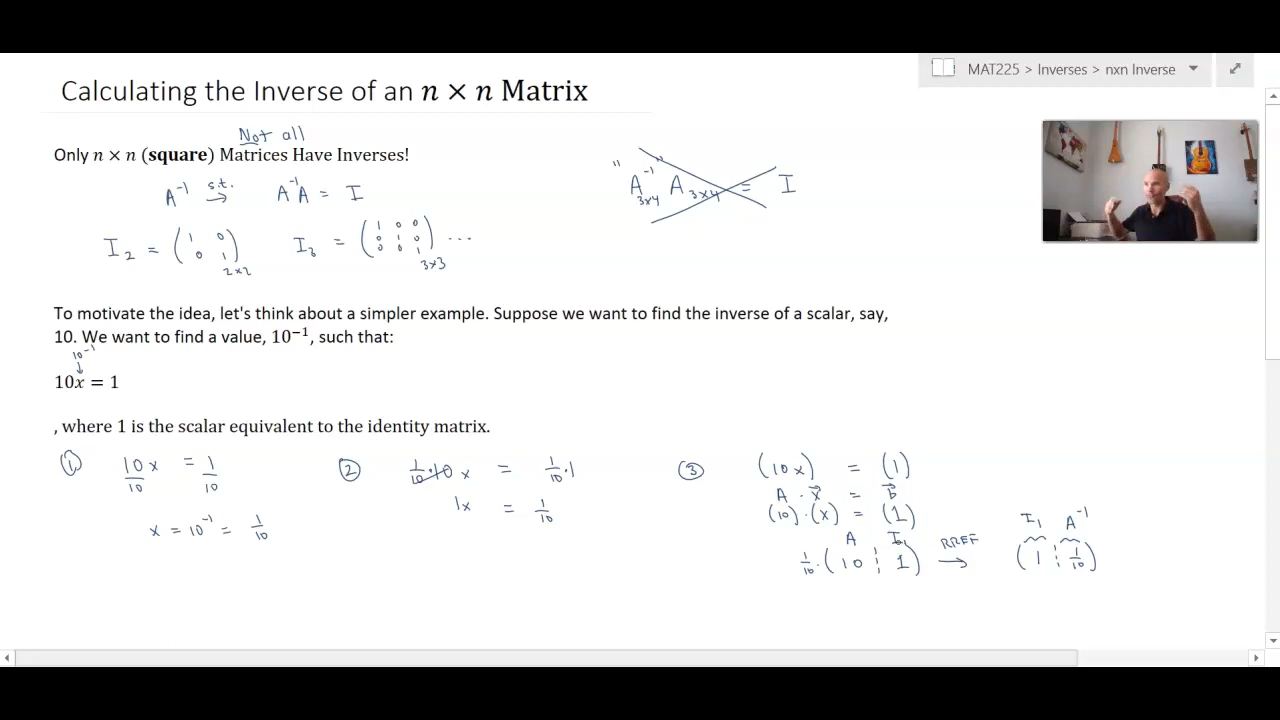 MAT225 > Inverses > nxn Inverse
Calculating the Inverse of an n × n Matrix
Not all
Only n × n (square) Matrices Have Inverses!
A⁻¹ s.t. → A⁻¹A = I
"A⁻¹"₃ₓ₄ A₃ₓ₄ = I
I₂ = (1 0 0 1) 2×2 I₃ = (1 0 0 0 1 0 0 0 1) 3×3 ...
To motivate the idea, let's think about a simpler example. Suppose we want to find the inverse of a scalar, say,
10. We want to find a value, 10⁻¹, such that:
10⁻¹
↓
10x = 1
, where 1 is the scalar equivalent to the identity matrix.
① 10x/10 = 1/10
x = 10⁻¹ = 1/10
② 1/10·10 x = 1/10·1
1x = 1/10
③ (10x) = (1)
A · x⃗ = b⃗
(10)·(x) = (1)
A I₁ RREF I₁ A⁻¹
1/10·(10 ¦ 1) → (1 ¦ 1/10)